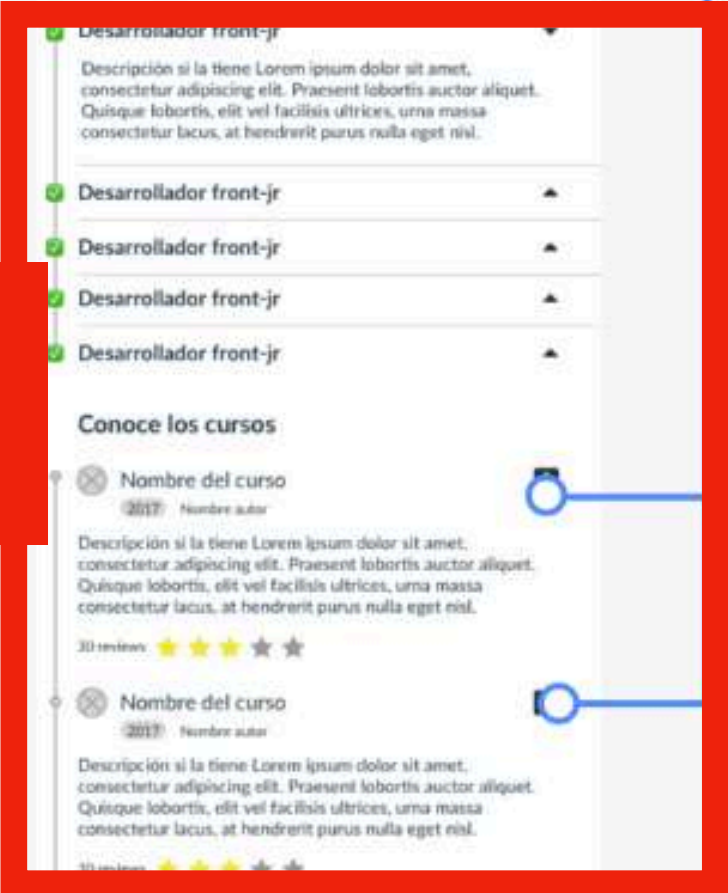 Desarrollador front-jr
Descripción si la tiene Lorem ipsum dolor sit amet,
consectetur adipiscing elit. Praesent lobortis auctor aliquet.
Quisque lobortis, elit vel facilisis ultrices, urna massa
consectetur lacus, at hendrerit purus nulla eget nisl.
Desarrollador front-jr
Desarrollador front-jr
Desarrollador front-jr
Desarrollador front-jr
Conoce los cursos
Nombre del curso
2017 Nombre autor
Descripción si la tiene Lorem ipsum dolor sit amet,
consectetur adipiscing elit. Praesent lobortis auctor aliquet.
Quisque lobortis, elit vel facilisis ultrices, urna massa
consectetur lacus, at hendrerit purus nulla eget nisl.
30 reviews
Nombre del curso
2017 Nombre autor
Descripción si la tiene Lorem ipsum dolor sit amet,
consectetur adipiscing elit. Praesent lobortis auctor aliquet.
Quisque lobortis, elit vel facilisis ultrices, urna massa
consectetur lacus, at hendrerit purus nulla eget nisl.